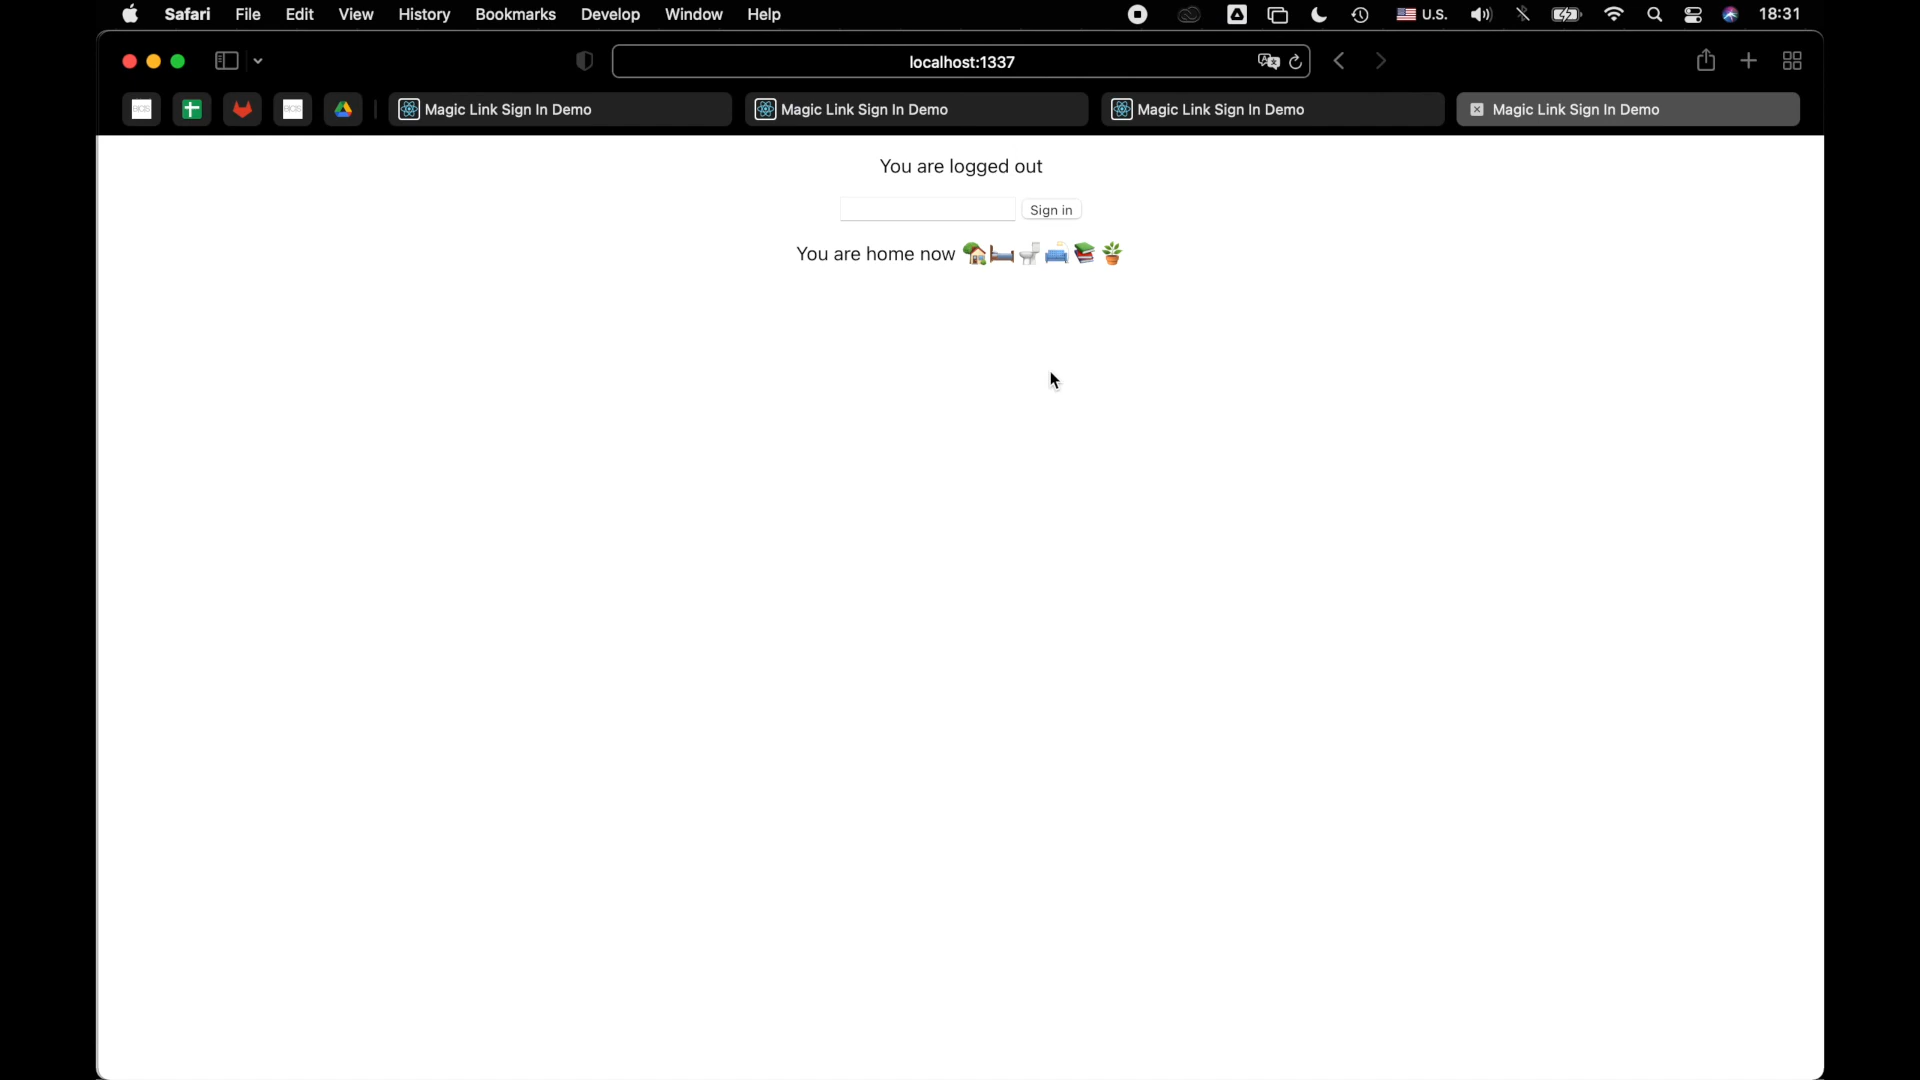 Safari File Edit View History Bookmarks Develop Window Help U.S. 18:31
localhost:1337
Magic Link Sign In Demo Magic Link Sign In Demo Magic Link Sign In Demo Magic Link Sign In Demo
You are logged out
Sign in
You are home now 🏡🛏️🚽🛋️📚🪴